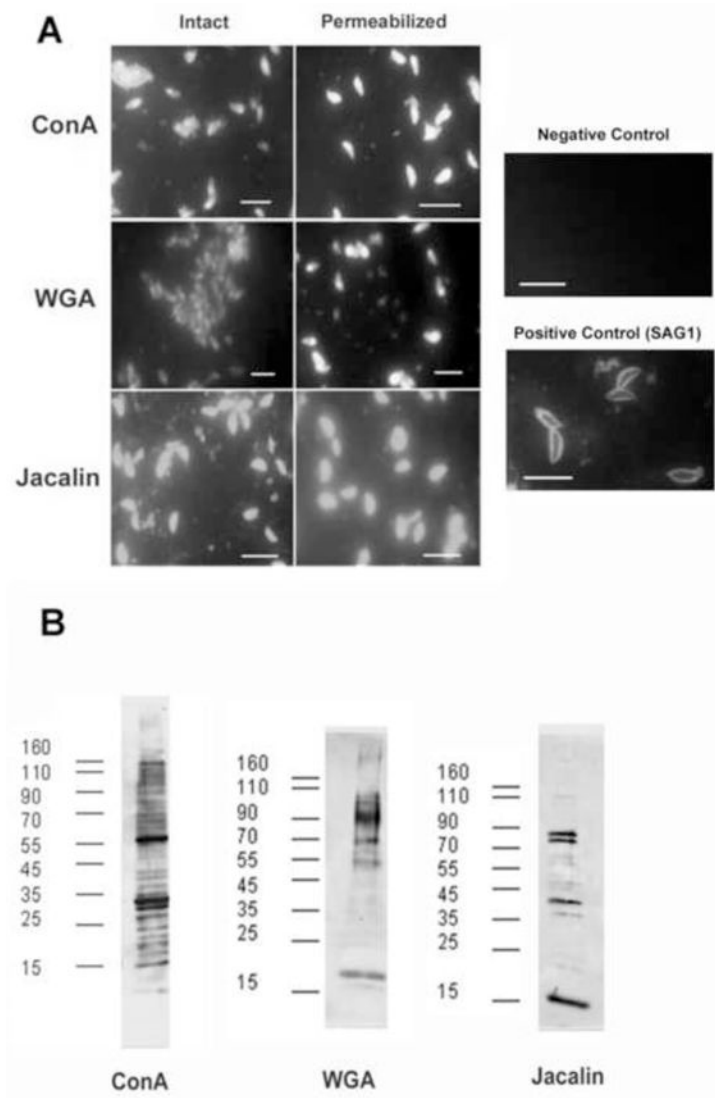 A
Intact
Permeabilized
ConA
WGA
Jacalin
Negative Control
Positive Control (SAG1)
B
160
110
90
70
55
45
35
25
15
ConA
160
110
90
70
55
45
35
25
15
WGA
160
110
90
70
55
45
35
25
15
Jacalin